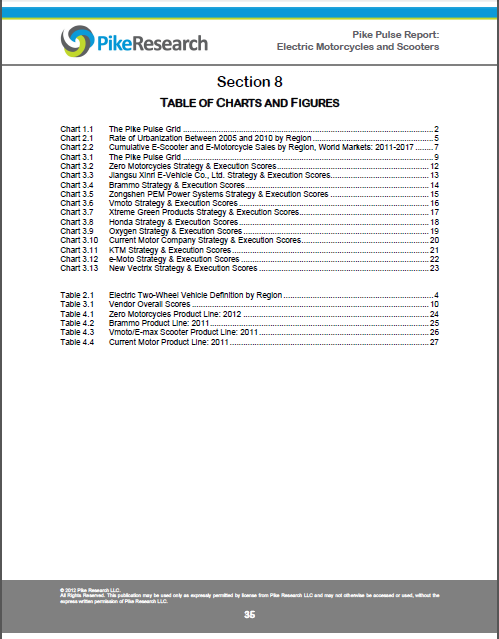 PikeResearch
Pike Pulse Report:
Electric Motorcycles and Scooters
Section 8
TABLE OF CHARTS AND FIGURES
Chart 1.1 The Pike Pulse Grid ........ 2
Chart 2.1 Rate of Urbanization Between 2005 and 2010 by Region ........ 5
Chart 2.2 Cumulative E-Scooter and E-Motorcycle Sales by Region, World Markets: 2011-2017 ........ 7
Chart 3.1 The Pike Pulse Grid ........ 9
Chart 3.2 Zero Motorcycles Strategy & Execution Scores ........ 12
Chart 3.3 Jiangsu Xinri E-Vehicle Co., Ltd. Strategy & Execution Scores ........ 13
Chart 3.4 Brammo Strategy & Execution Scores ........ 14
Chart 3.5 Zongshen PEM Power Systems Strategy & Execution Scores ........ 15
Chart 3.6 Vmoto Strategy & Execution Scores ........ 16
Chart 3.7 Xtreme Green Products Strategy & Execution Scores ........ 17
Chart 3.8 Honda Strategy & Execution Scores ........ 18
Chart 3.9 Oxygen Strategy & Execution Scores ........ 19
Chart 3.10 Current Motor Company Strategy & Execution Scores ........ 20
Chart 3.11 KTM Strategy & Execution Scores ........ 21
Chart 3.12 e-Moto Strategy & Execution Scores ........ 22
Chart 3.13 New Vectrix Strategy & Execution Scores ........ 23
Table 2.1 Electric Two-Wheel Vehicle Definition by Region ........ 4
Table 3.1 Vendor Overall Scores ........ 10
Table 4.1 Zero Motorcycles Product Line: 2012 ........ 24
Table 4.2 Brammo Product Line: 2011 ........ 25
Table 4.3 Vmoto/E-max Scooter Product Line: 2011 ........ 26
Table 4.4 Current Motor Product Line: 2011 ........ 27
© 2012 Pike Research LLC.
All Rights Reserved. This publication may be used only as expressly permitted by license from Pike Research LLC and may not otherwise be accessed or used, without the
express written permission of Pike Research LLC.
35